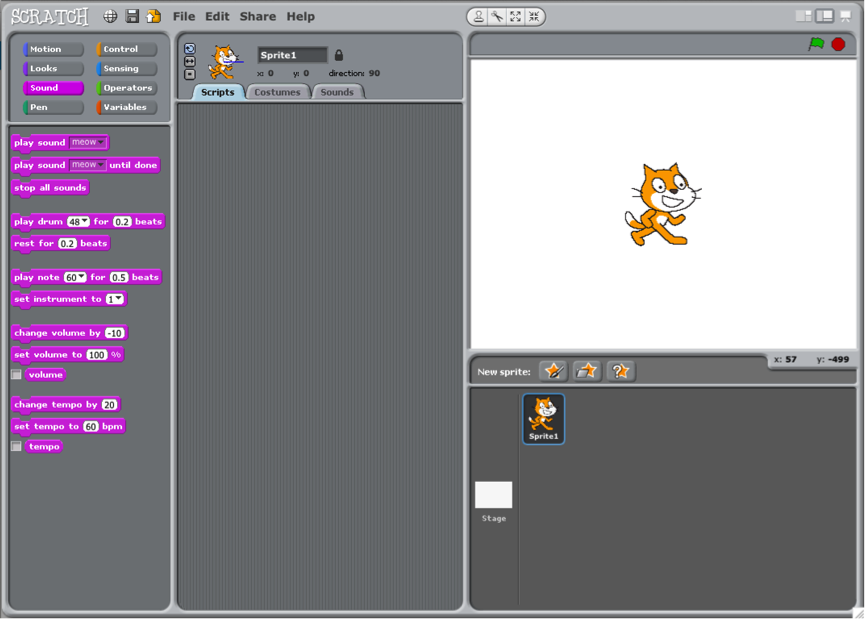 SCRATCH File Edit Share Help
Motion Control
Looks Sensing
Sound Operators
Pen Variables
play sound meow
play sound meow until done
stop all sounds
play drum 48 for 0.2 beats
rest for 0.2 beats
play note 60 for 0.5 beats
set instrument to 1
change volume by -10
set volume to 100 %
volume
change tempo by 20
set tempo to 60 bpm
tempo
Sprite1
x: 0 y: 0 direction: 90
Scripts Costumes Sounds
x: 57 y: -499
New sprite:
Sprite1
Stage